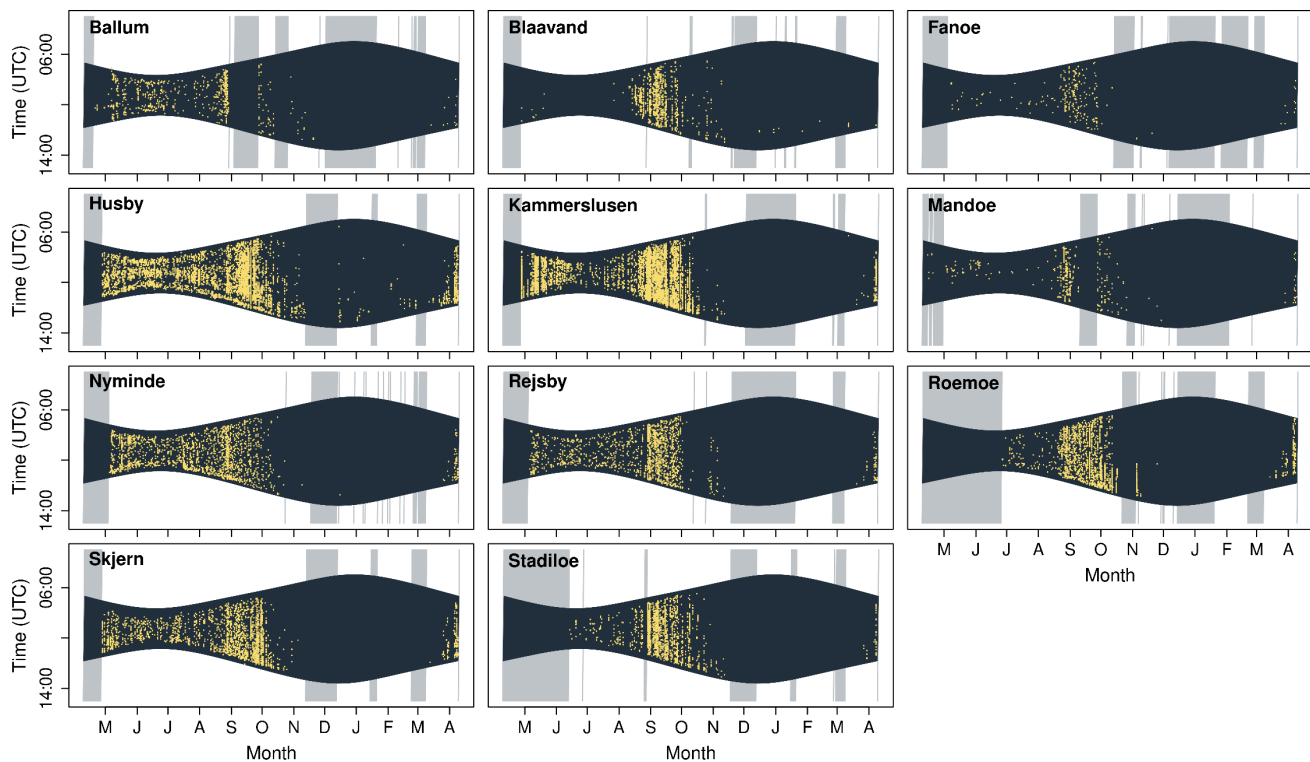 Ballum
Blaavand
Fanoe
Time (UTC)
06:00
14:00
Husby
Kammerslusen
Mandoe
Time (UTC)
06:00
14:00
Nyminde
Rejsby
Roemoe
Time (UTC)
06:00
14:00
M J J A S O N D J F M A
Month
Skjern
Stadiloe
Time (UTC)
06:00
14:00
M J J A S O N D J F M A
M J J A S O N D J F M A
Month
Month